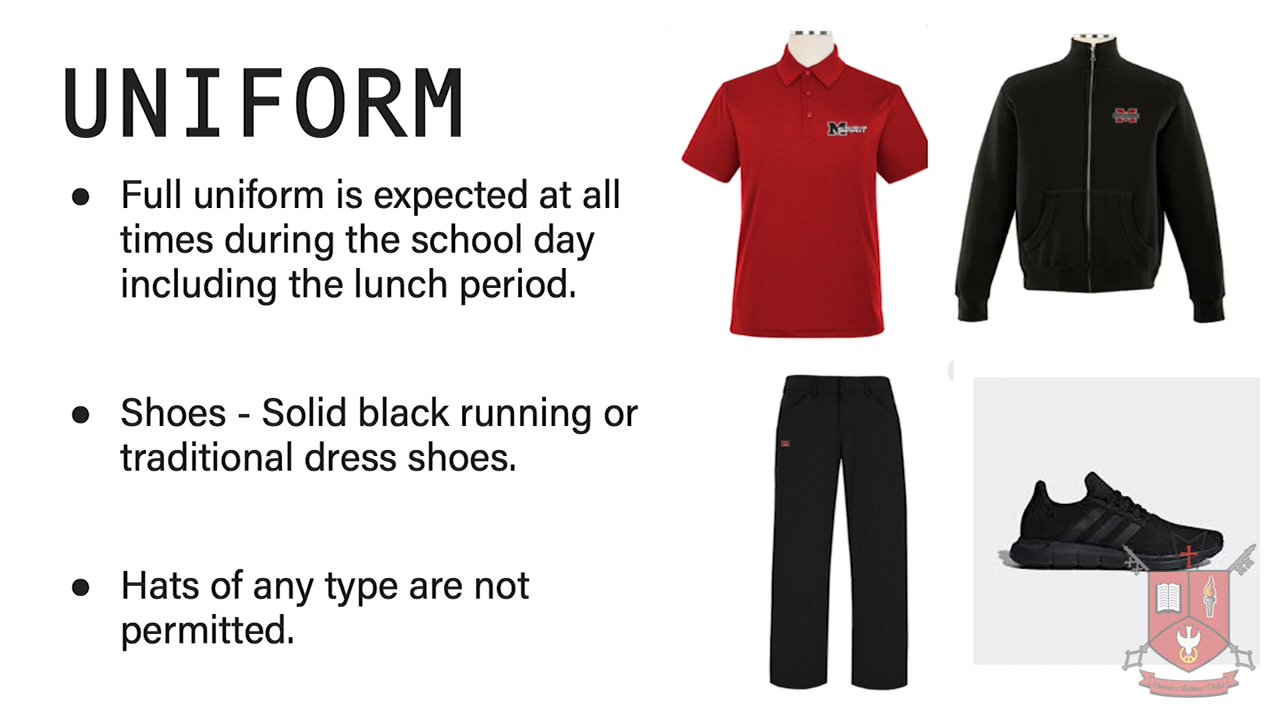 UNIFORM
● Full uniform is expected at all
times during the school day
including the lunch period.
● Shoes - Solid black running or
traditional dress shoes.
● Hats of any type are not
permitted.
M
M